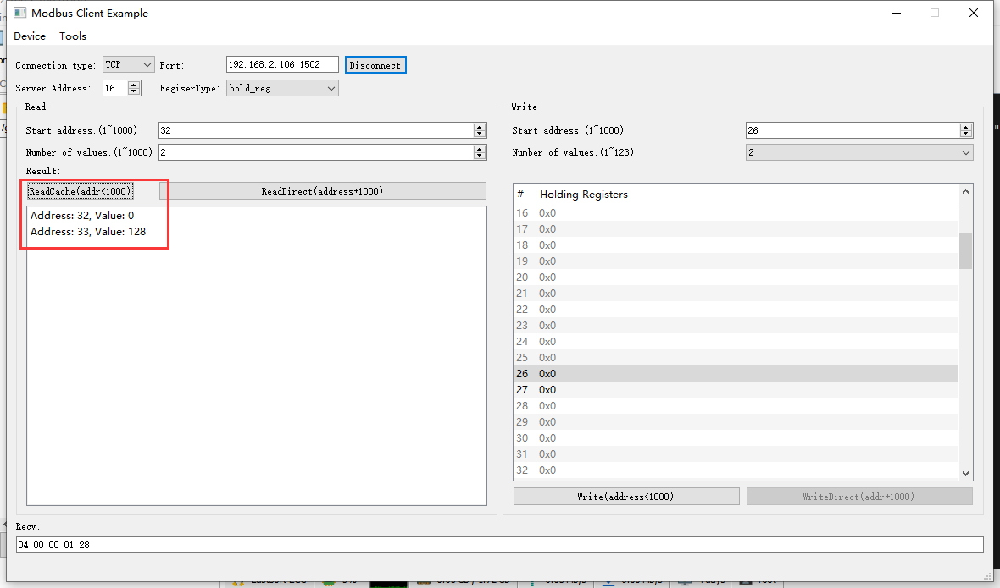 Modbus Client Example
Device Tools
Connection type: TCP Port: 192.168.2.106:1502 Disconnect
Server Address: 16 RegiserType: hold_reg
Read
Start address:(1~1000) 32
Number of values:(1~1000) 2
Result:
ReadCache(addr<1000) ReadDirect(address+1000)
Address: 32, Value: 0
Address: 33, Value: 128
Write
Start address:(1~1000) 26
Number of values:(1~123) 2
# Holding Registers
16 0x0
17 0x0
18 0x0
19 0x0
20 0x0
21 0x0
22 0x0
23 0x0
24 0x0
25 0x0
26 0x0
27 0x0
28 0x0
29 0x0
30 0x0
31 0x0
32 0x0
Write(address<1000) WriteDirect(addr+1000)
Recv:
04 00 00 01 28